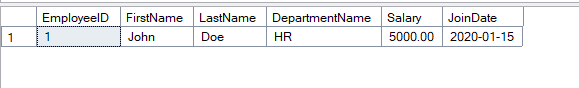 EmployeeID FirstName LastName DepartmentName Salary JoinDate
1 1 John Doe HR 5000.00 2020-01-15